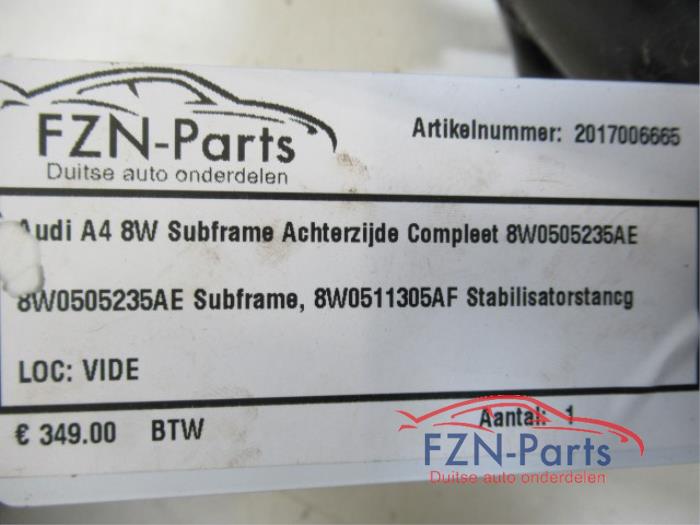 FZN-Parts
Duitse auto onderdelen
Artikelnummer: 2017006665
Audi A4 8W Subframe Achterzijde Compleet 8W0505235AE
8W0505235AE Subframe, 8W0511305AF Stabilisatorstancg
LOC: VIDE
€ 349.00 BTW
Aantal: 1
FZN-Parts
Duitse auto onderdelen